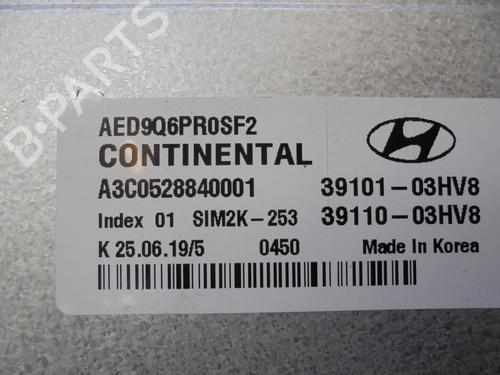 B-PARTS
AED9Q6PR0SF2
CONTINENTAL
A3C0528840001 39101-03HV8
Index 01 SIM2K-253 39110-03HV8
K 25.06.19/5 0450 Made In Korea